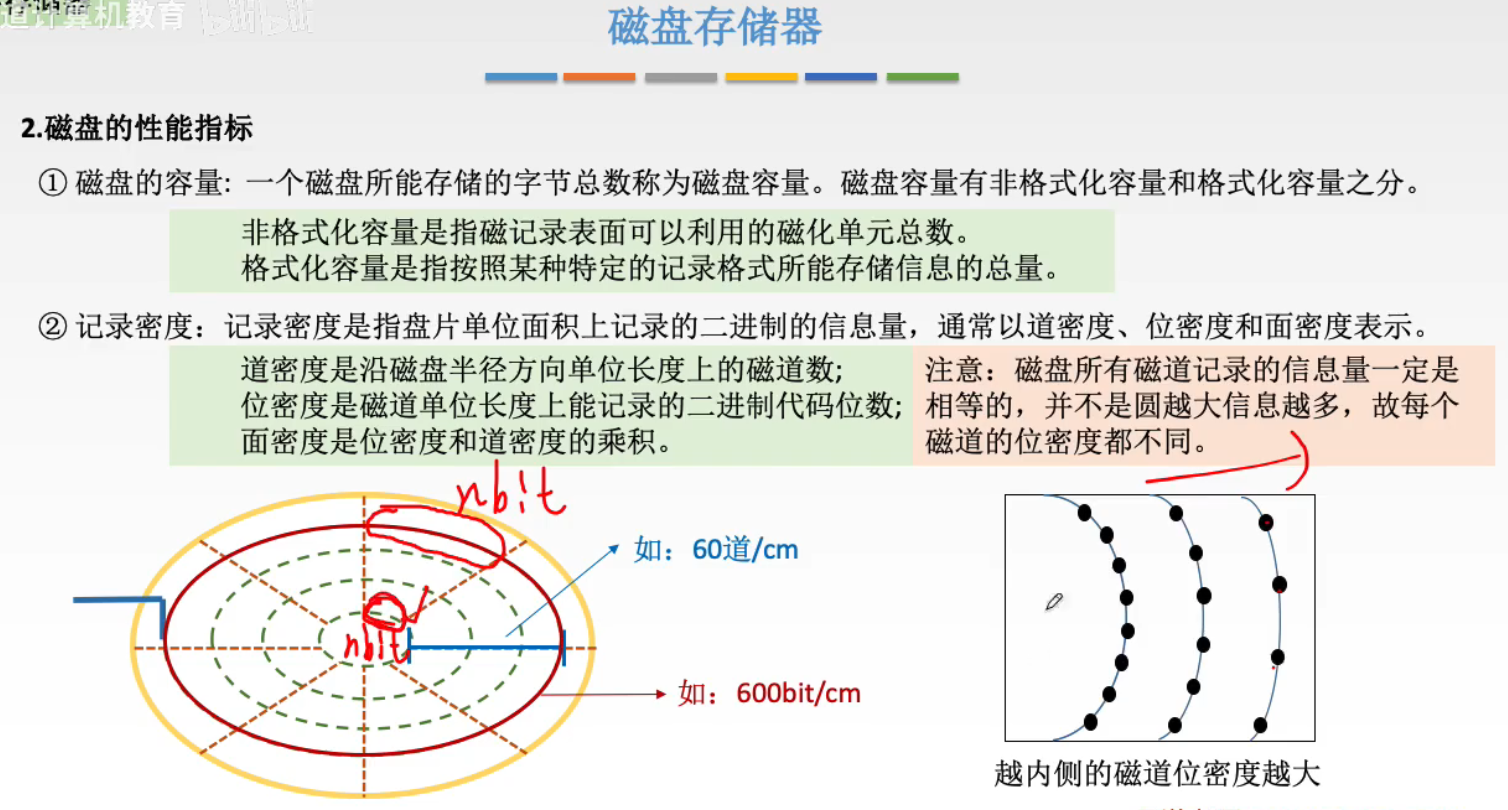 道计算机教育 bilibili
磁盘存储器
2.磁盘的性能指标
① 磁盘的容量：一个磁盘所能存储的字节总数称为磁盘容量。磁盘容量有非格式化容量和格式化容量之分。
非格式化容量是指磁记录表面可以利用的磁化单元总数。
格式化容量是指按照某种特定的记录格式所能存储信息的总量。
② 记录密度：记录密度是指盘片单位面积上记录的二进制的信息量，通常以道密度、位密度和面密度表示。
道密度是沿磁盘半径方向单位长度上的磁道数;
位密度是磁道单位长度上能记录的二进制代码位数;
面密度是位密度和道密度的乘积。
注意：磁盘所有磁道记录的信息量一定是
相等的，并不是圆越大信息越多，故每个
磁道的位密度都不同。
nbit
如：60道/cm
nbit
如：600bit/cm
越内侧的磁道位密度越大